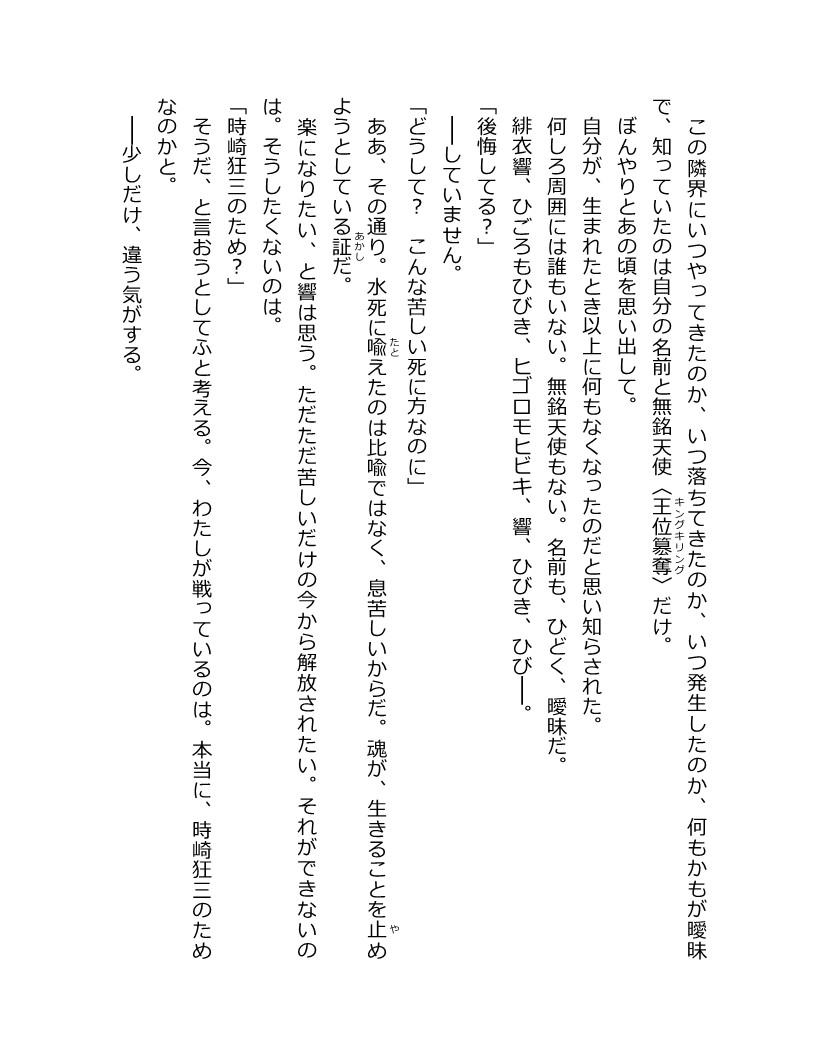 この隣界にいつやってきたのか、いつ落ちてきたのか、いつ発生したのか、何もかもが曖昧
で、知っていたのは自分の名前と無銘天使〈王位簒奪〉だけ。
キングキリング
ぼんやりとあの頃を思い出して。
自分が、生まれたとき以上に何もなくなったのだと思い知らされた。
何しろ周囲には誰もいない。無銘天使もない。名前も、ひどく、曖昧だ。
緋衣響、ひごろもひびき、ヒゴロモヒビキ、響、ひびき、ひび――。
「後悔してる？」
――していません。
「どうして？　こんな苦しい死に方なのに」
ああ、その通り。水死に喩えたのは比喩ではなく、息苦しいからだ。魂が、生きることを止め
たと
や
ようとしている証だ。
あかし
楽になりたい、と響は思う。ただただ苦しいだけの今から解放されたい。それができないの
は。そうしたくないのは。
「時崎狂三のため？」
そうだ、と言おうとしてふと考える。今、わたしが戦っているのは。本当に、時崎狂三のため
なのかと。
――少しだけ、違う気がする。